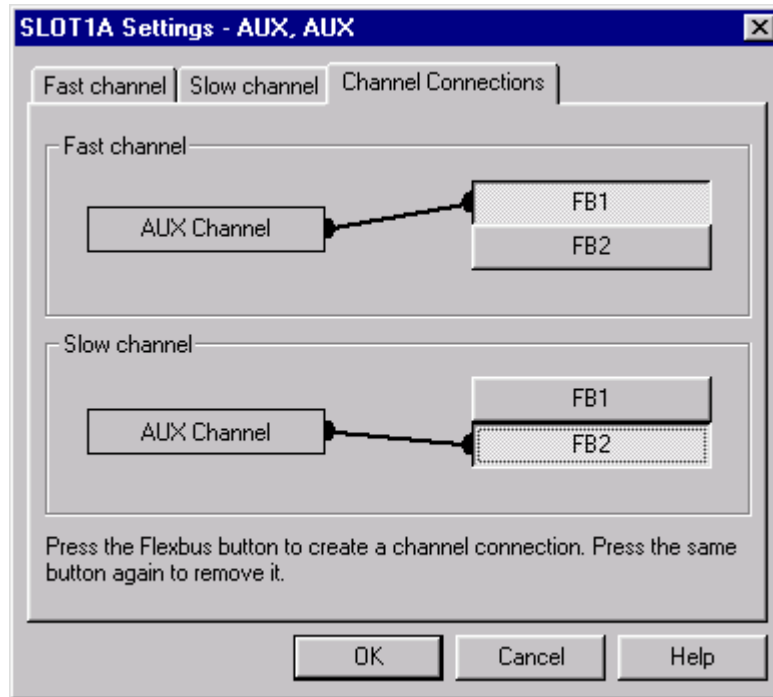 SLOT1A Settings - AUX, AUX
Fast channel Slow channel Channel Connections
Fast channel
AUX Channel
FB1
FB2
Slow channel
AUX Channel
FB1
FB2
Press the Flexbus button to create a channel connection. Press the same
button again to remove it.
OK Cancel Help